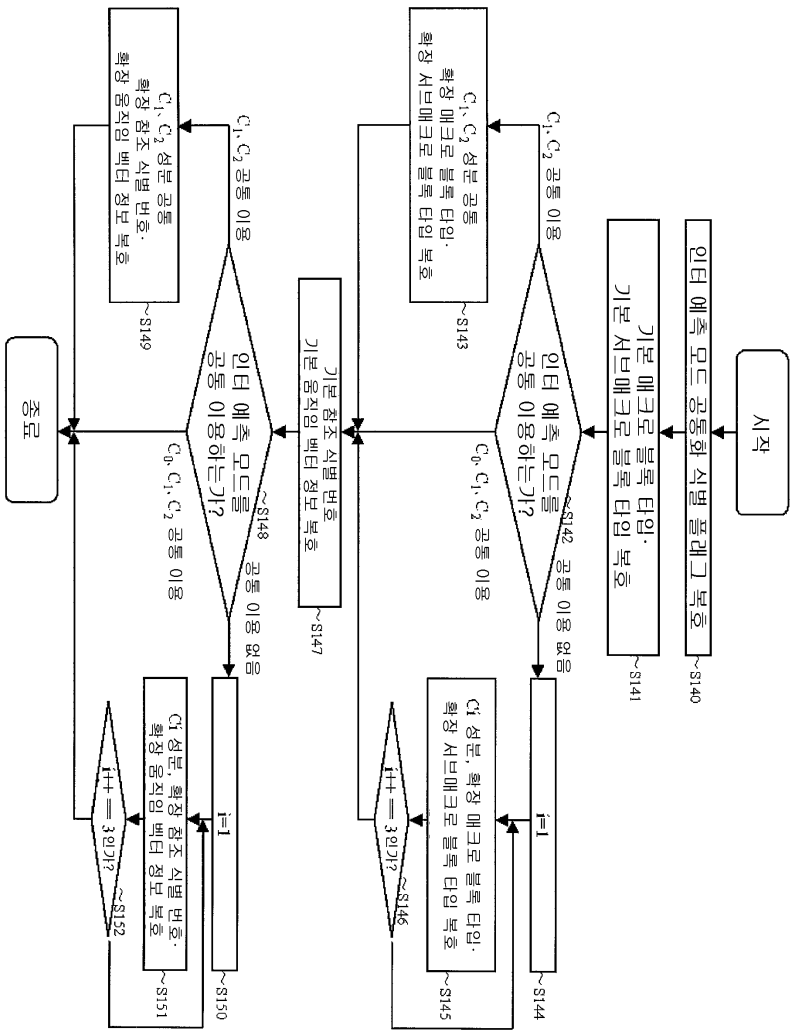 시작
인터 예측 모드 공통화 식별 플래그 복호
~S140
기본 매크로 블록 타입·
기본 서브매크로 블록 타입 복호
~S141
인터 예측 모드를
공통 이용하는가?
~S142
C₁、C₂ 공통 이용
C₀、C₁、C₂ 공통 이용
공통 이용 없음
C₁、C₂ 성분 공통
확장 매크로 블록 타입·
확장 서브매크로 블록 타입 복호
~S143
i=1
~S144
Ci 성분, 확장 매크로 블록 타입·
확장 서브매크로 블록 타입 복호
~S145
i++ == 3인가?
~S146
기본 참조 식별 번호
기본 움직임 벡터 정보 복호
~S147
인터 예측 모드를
공통 이용하는가?
~S148
C₁、C₂ 공통 이용
C₀、C₁、C₂ 공통 이용
공통 이용 없음
C₁、C₂ 성분 공통
확장 참조 식별 번호·
확장 움직임 벡터 정보 복호
~S149
i=1
~S150
Ci 성분, 확장 참조 식별 번호·
확장 움직임 벡터 정보 복호
~S151
i++ == 3인가?
~S152
종료